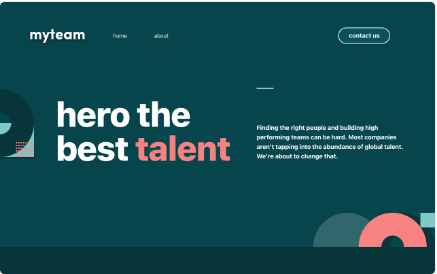 myteam
home
about
contact us
hero the
best talent
Finding the right people and building high
performing teams can be hard. Most companies
aren't tapping into the abundance of global talent.
We're about to change that.